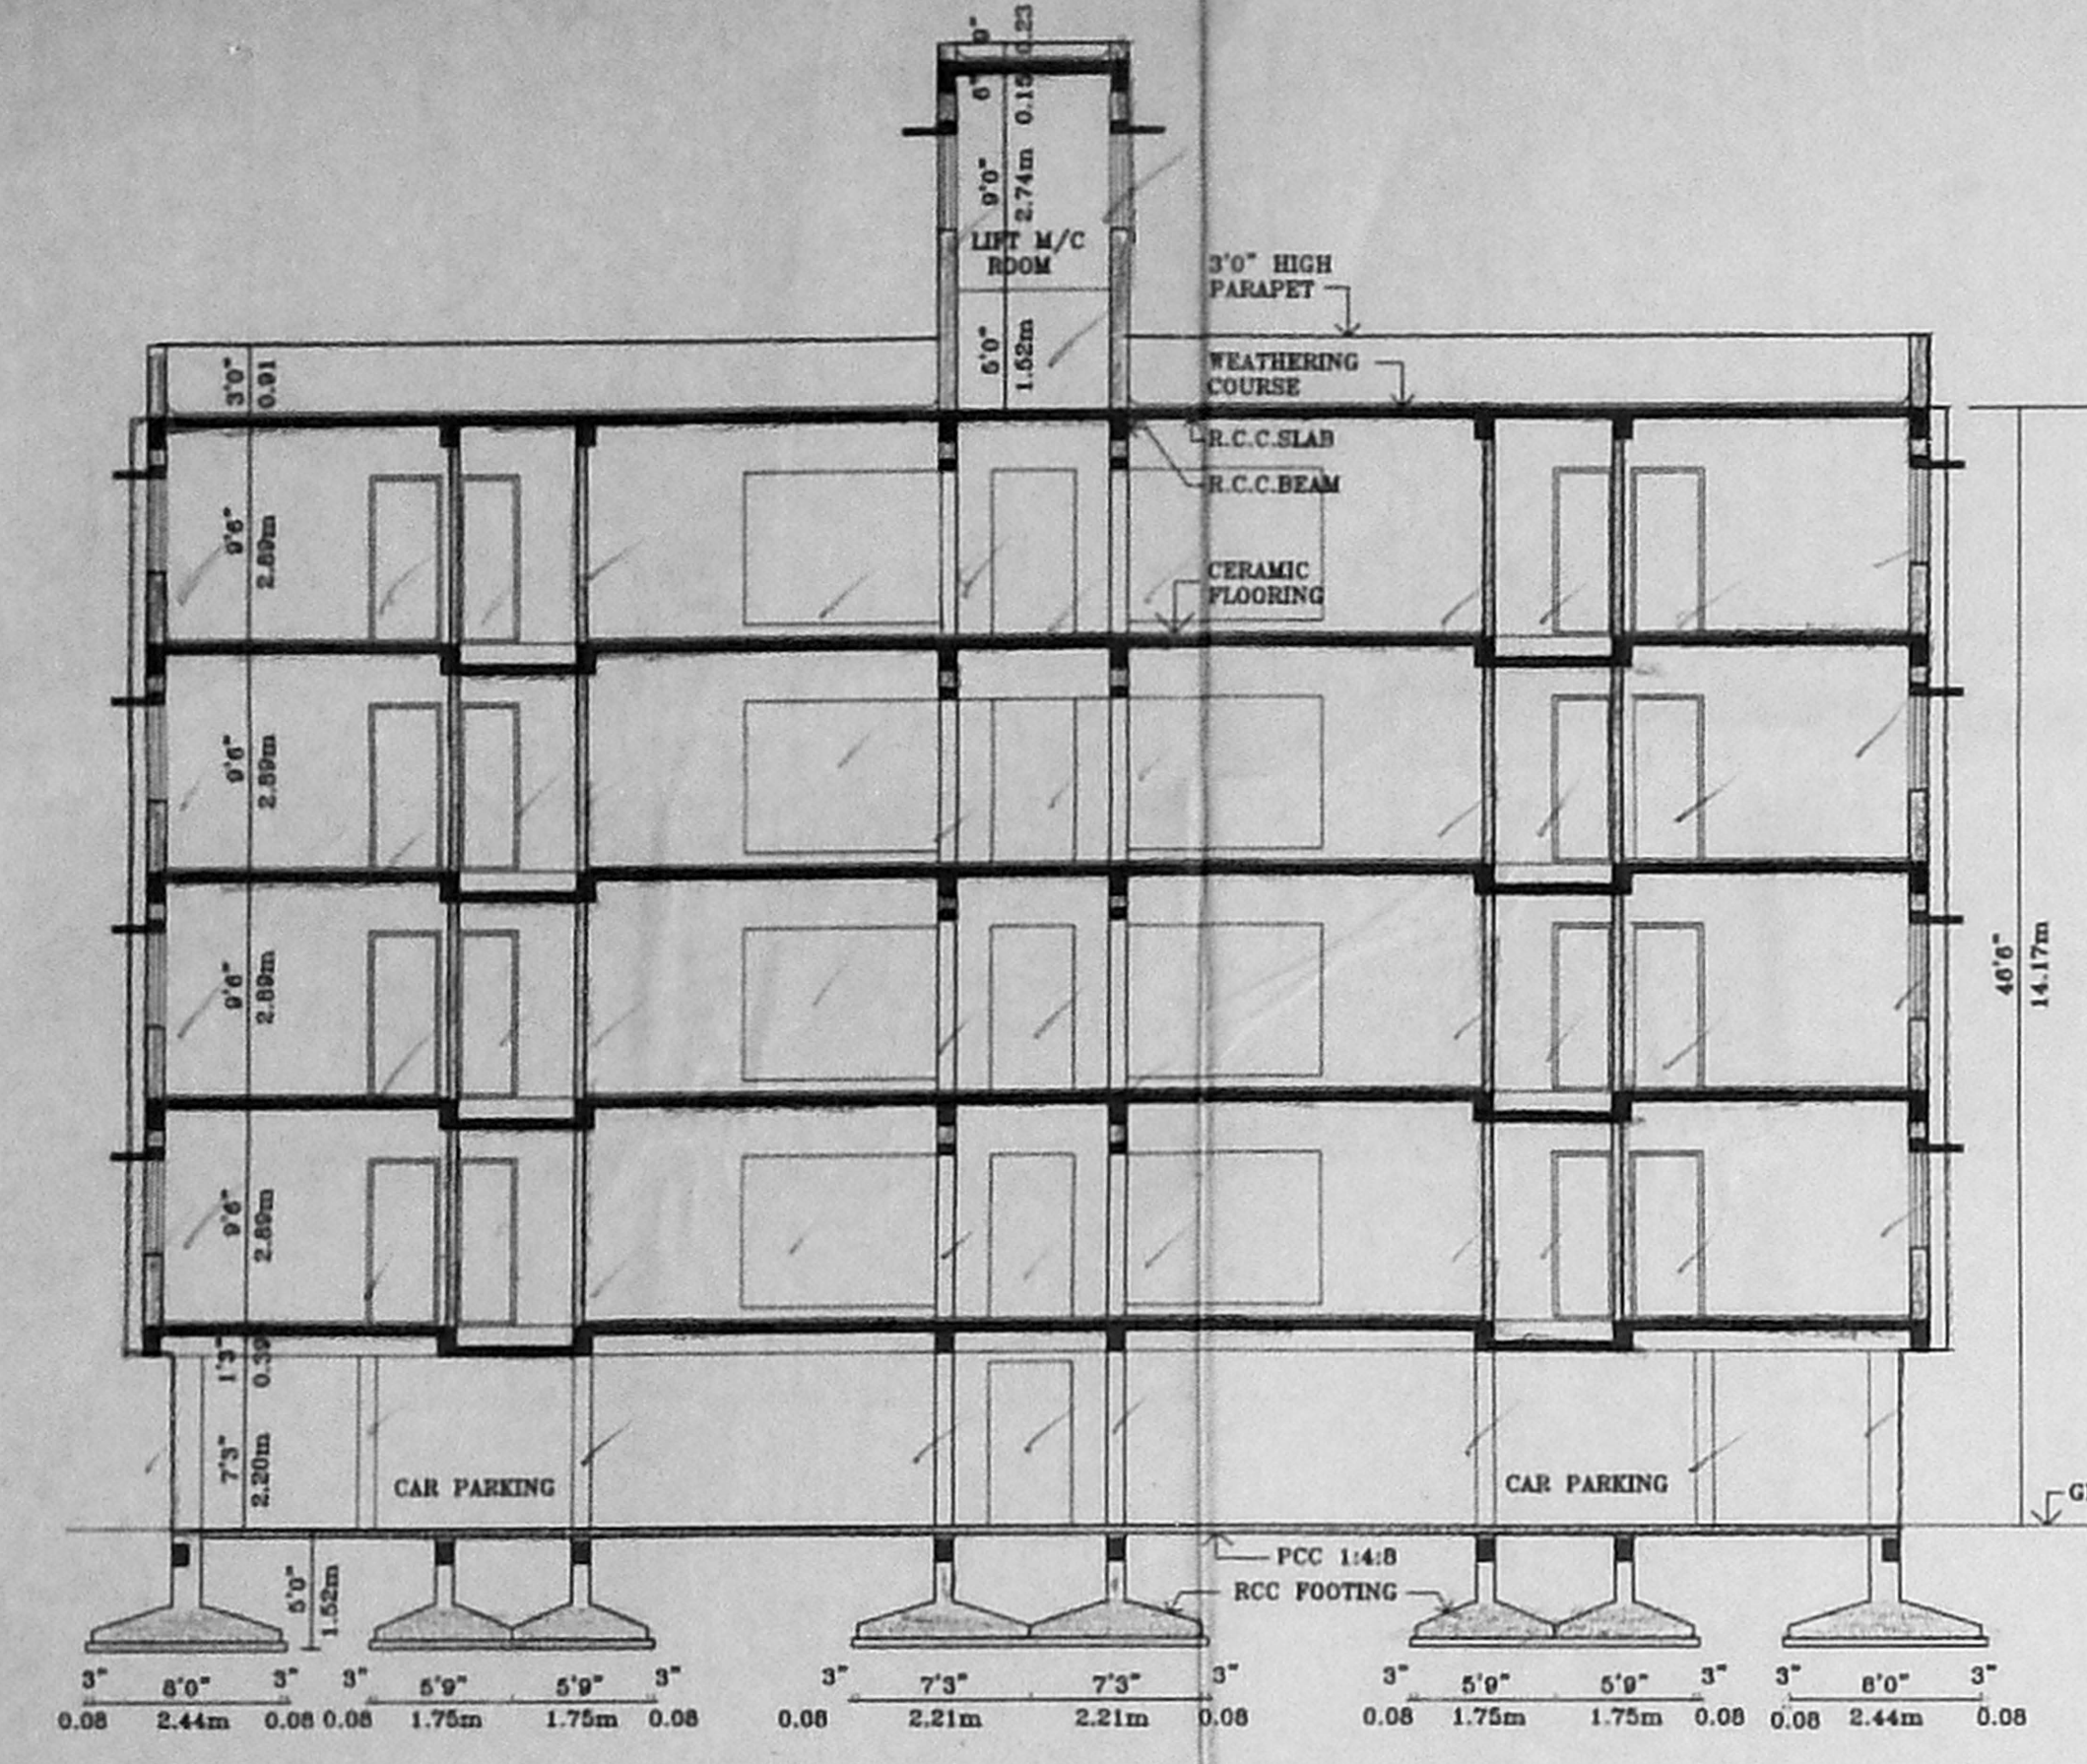 9" 0.23
6" 0.15
9'0" 2.74m
LIFT M/C
ROOM
5'0" 1.52m
3'0" HIGH
PARAPET
3'0" 0.91
WEATHERING
COURSE
R.C.C.SLAB
R.C.C.BEAM
9'6" 2.89m
CERAMIC
FLOORING
9'6" 2.89m
9'6" 2.89m
46'6" 14.17m
9'6" 2.89m
1'3" 0.39
7'3" 2.20m
CAR PARKING
CAR PARKING
PCC 1:4:8
5'0" 1.52m
RCC FOOTING
3" 8'0" 3" 3" 5'9" 5'9" 3" 3" 7'3" 7'3" 3" 3" 5'9" 5'9" 3" 3" 8'0" 3"
0.08 2.44m 0.08 0.08 1.75m 1.75m 0.08 0.08 2.21m 2.21m 0.08 0.08 1.75m 1.75m 0.08 0.08 2.44m 0.08